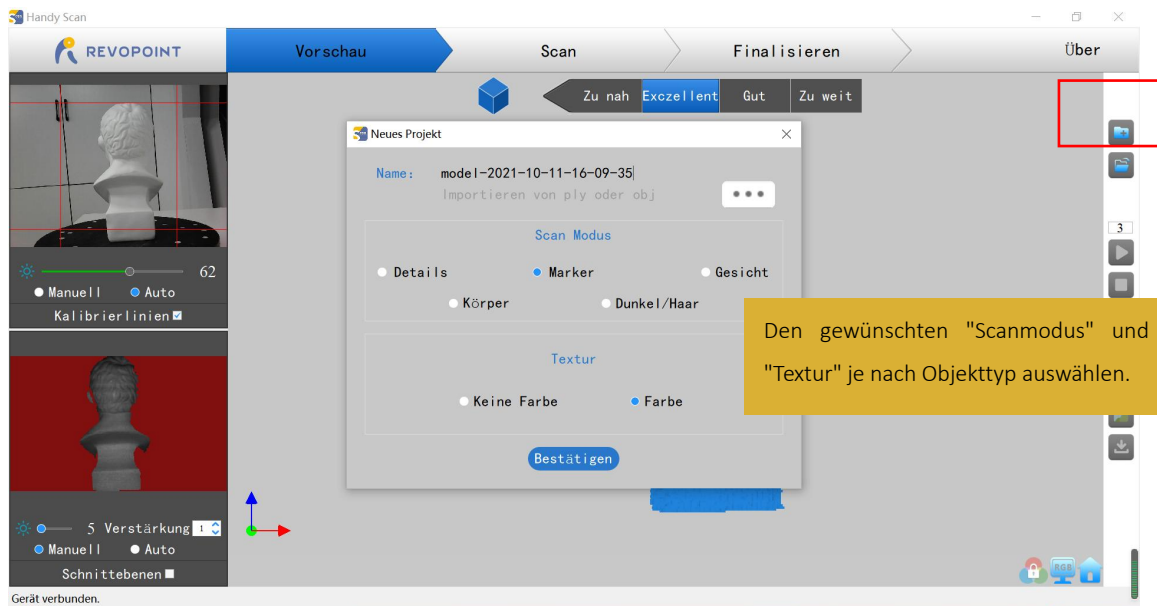 Handy Scan
REVOPOINT
Vorschau
Scan
Finalisieren
Über
Zu nah Exczellent Gut Zu weit
62
Manuell Auto
Kalibrierlinien
5 Verstärkung 1
Manuell Auto
Schnittebenen
Gerät verbunden.
Neues Projekt
Name: model-2021-10-11-16-09-35
Importieren von ply oder obj
Scan Modus
Details Marker Gesicht
Körper Dunkel/Haar
Textur
Keine Farbe Farbe
Bestätigen
3
Den gewünschten "Scanmodus" und
"Textur" je nach Objekttyp auswählen.
RGB